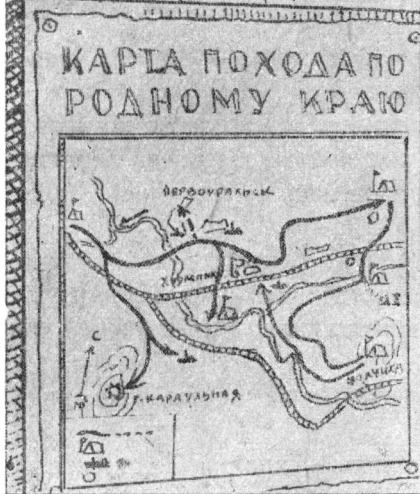 КАРТА ПОХОДА ПО
РОДНОМУ КРАЮ
ПЕРВОУРАЛЬСК
С
Г. КАРАУЛЬНАЯ